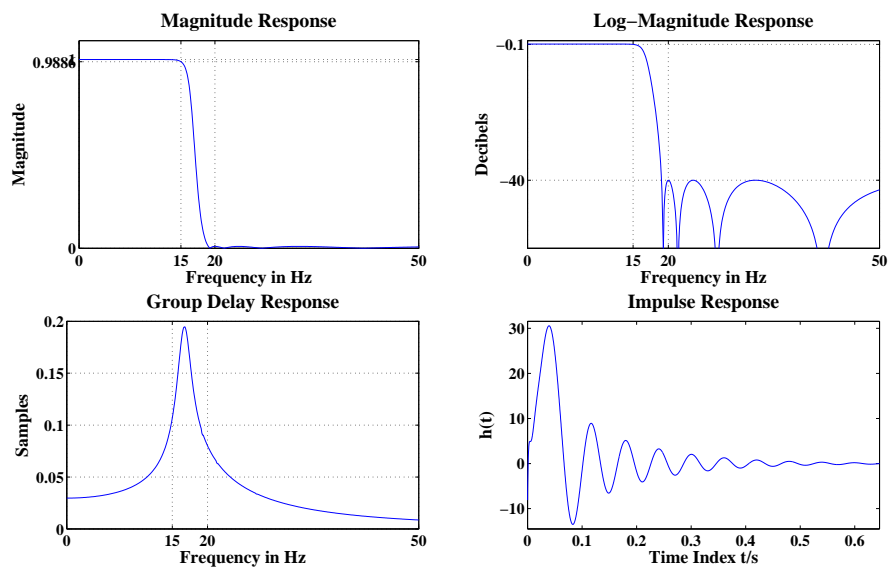 Magnitude Response
1
0.9886
0
Magnitude
0 15 20 50
Frequency in Hz
Log−Magnitude Response
−0.1
−40
Decibels
0 15 20 50
Frequency in Hz
Group Delay Response
0.2
0.15
0.1
0.05
0
Samples
0 15 20 50
Frequency in Hz
Impulse Response
30
20
10
0
−10
h(t)
0 0.1 0.2 0.3 0.4 0.5 0.6
Time Index t/s